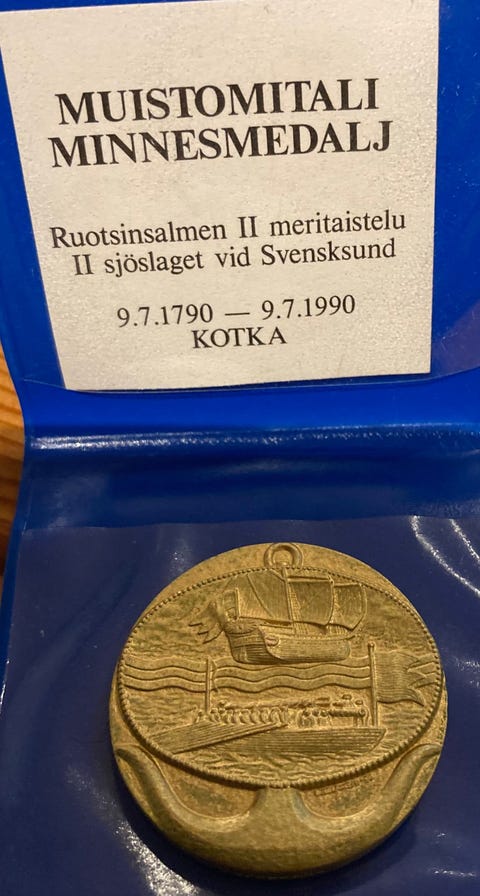 MUISTOMITALI
MINNESMEDALJ
Ruotsinsalmen II meritaistelu
II sjöslaget vid Svensksund
9.7.1790 — 9.7.1990
KOTKA